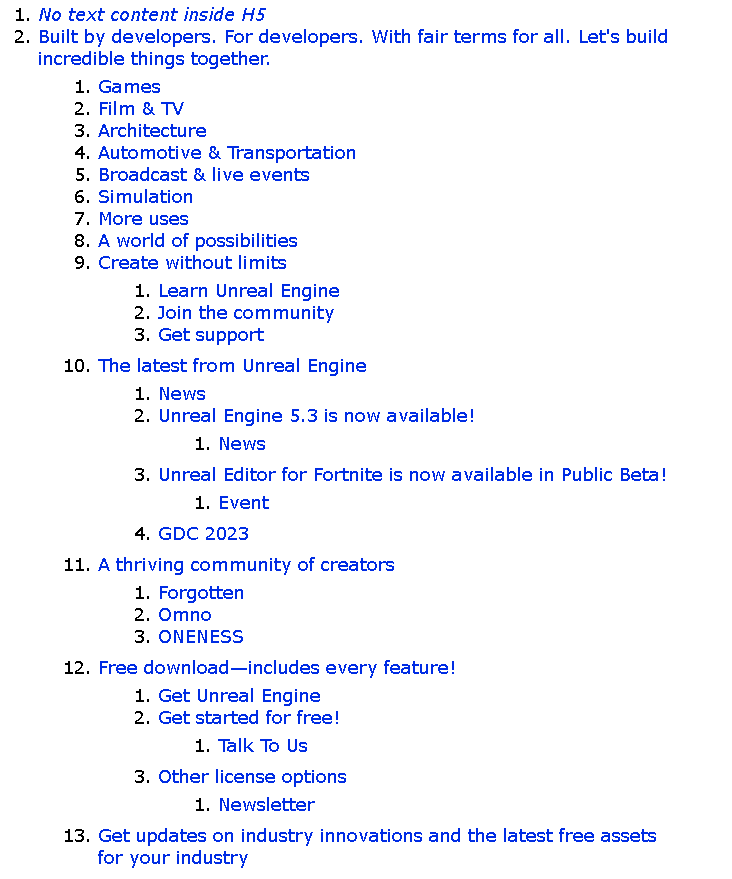 1. No text content inside H5
2. Built by developers. For developers. With fair terms for all. Let's build
incredible things together.
1. Games
2. Film & TV
3. Architecture
4. Automotive & Transportation
5. Broadcast & live events
6. Simulation
7. More uses
8. A world of possibilities
9. Create without limits
1. Learn Unreal Engine
2. Join the community
3. Get support
10. The latest from Unreal Engine
1. News
2. Unreal Engine 5.3 is now available!
1. News
3. Unreal Editor for Fortnite is now available in Public Beta!
1. Event
4. GDC 2023
11. A thriving community of creators
1. Forgotten
2. Omno
3. ONENESS
12. Free download—includes every feature!
1. Get Unreal Engine
2. Get started for free!
1. Talk To Us
3. Other license options
1. Newsletter
13. Get updates on industry innovations and the latest free assets
for your industry